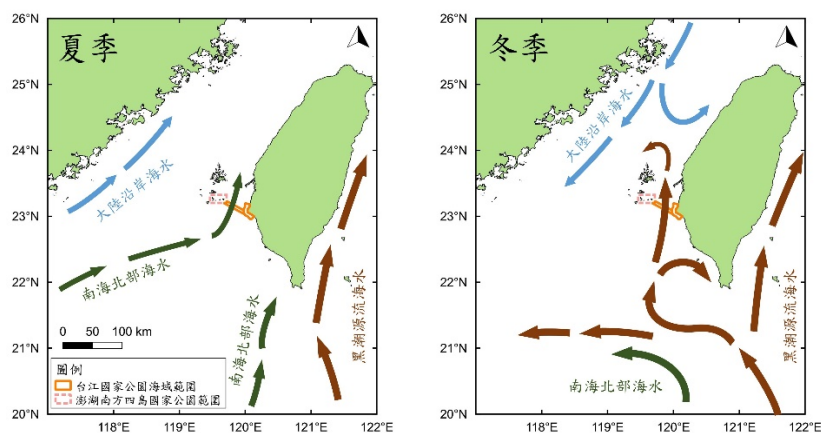 夏季
26°N
25°N
24°N
23°N
22°N
21°N
20°N
118°E
119°E
120°E
121°E
122°E
大陸沿岸海水
南海北部海水
南海北部海水
黑潮源流海水
0 50 100 km
圖例
台江國家公園海域範圍
澎湖南方四島國家公園範圍
冬季
26°N
25°N
24°N
23°N
22°N
21°N
20°N
118°E
119°E
120°E
121°E
122°E
大陸沿岸海水
黑潮源流海水
南海北部海水